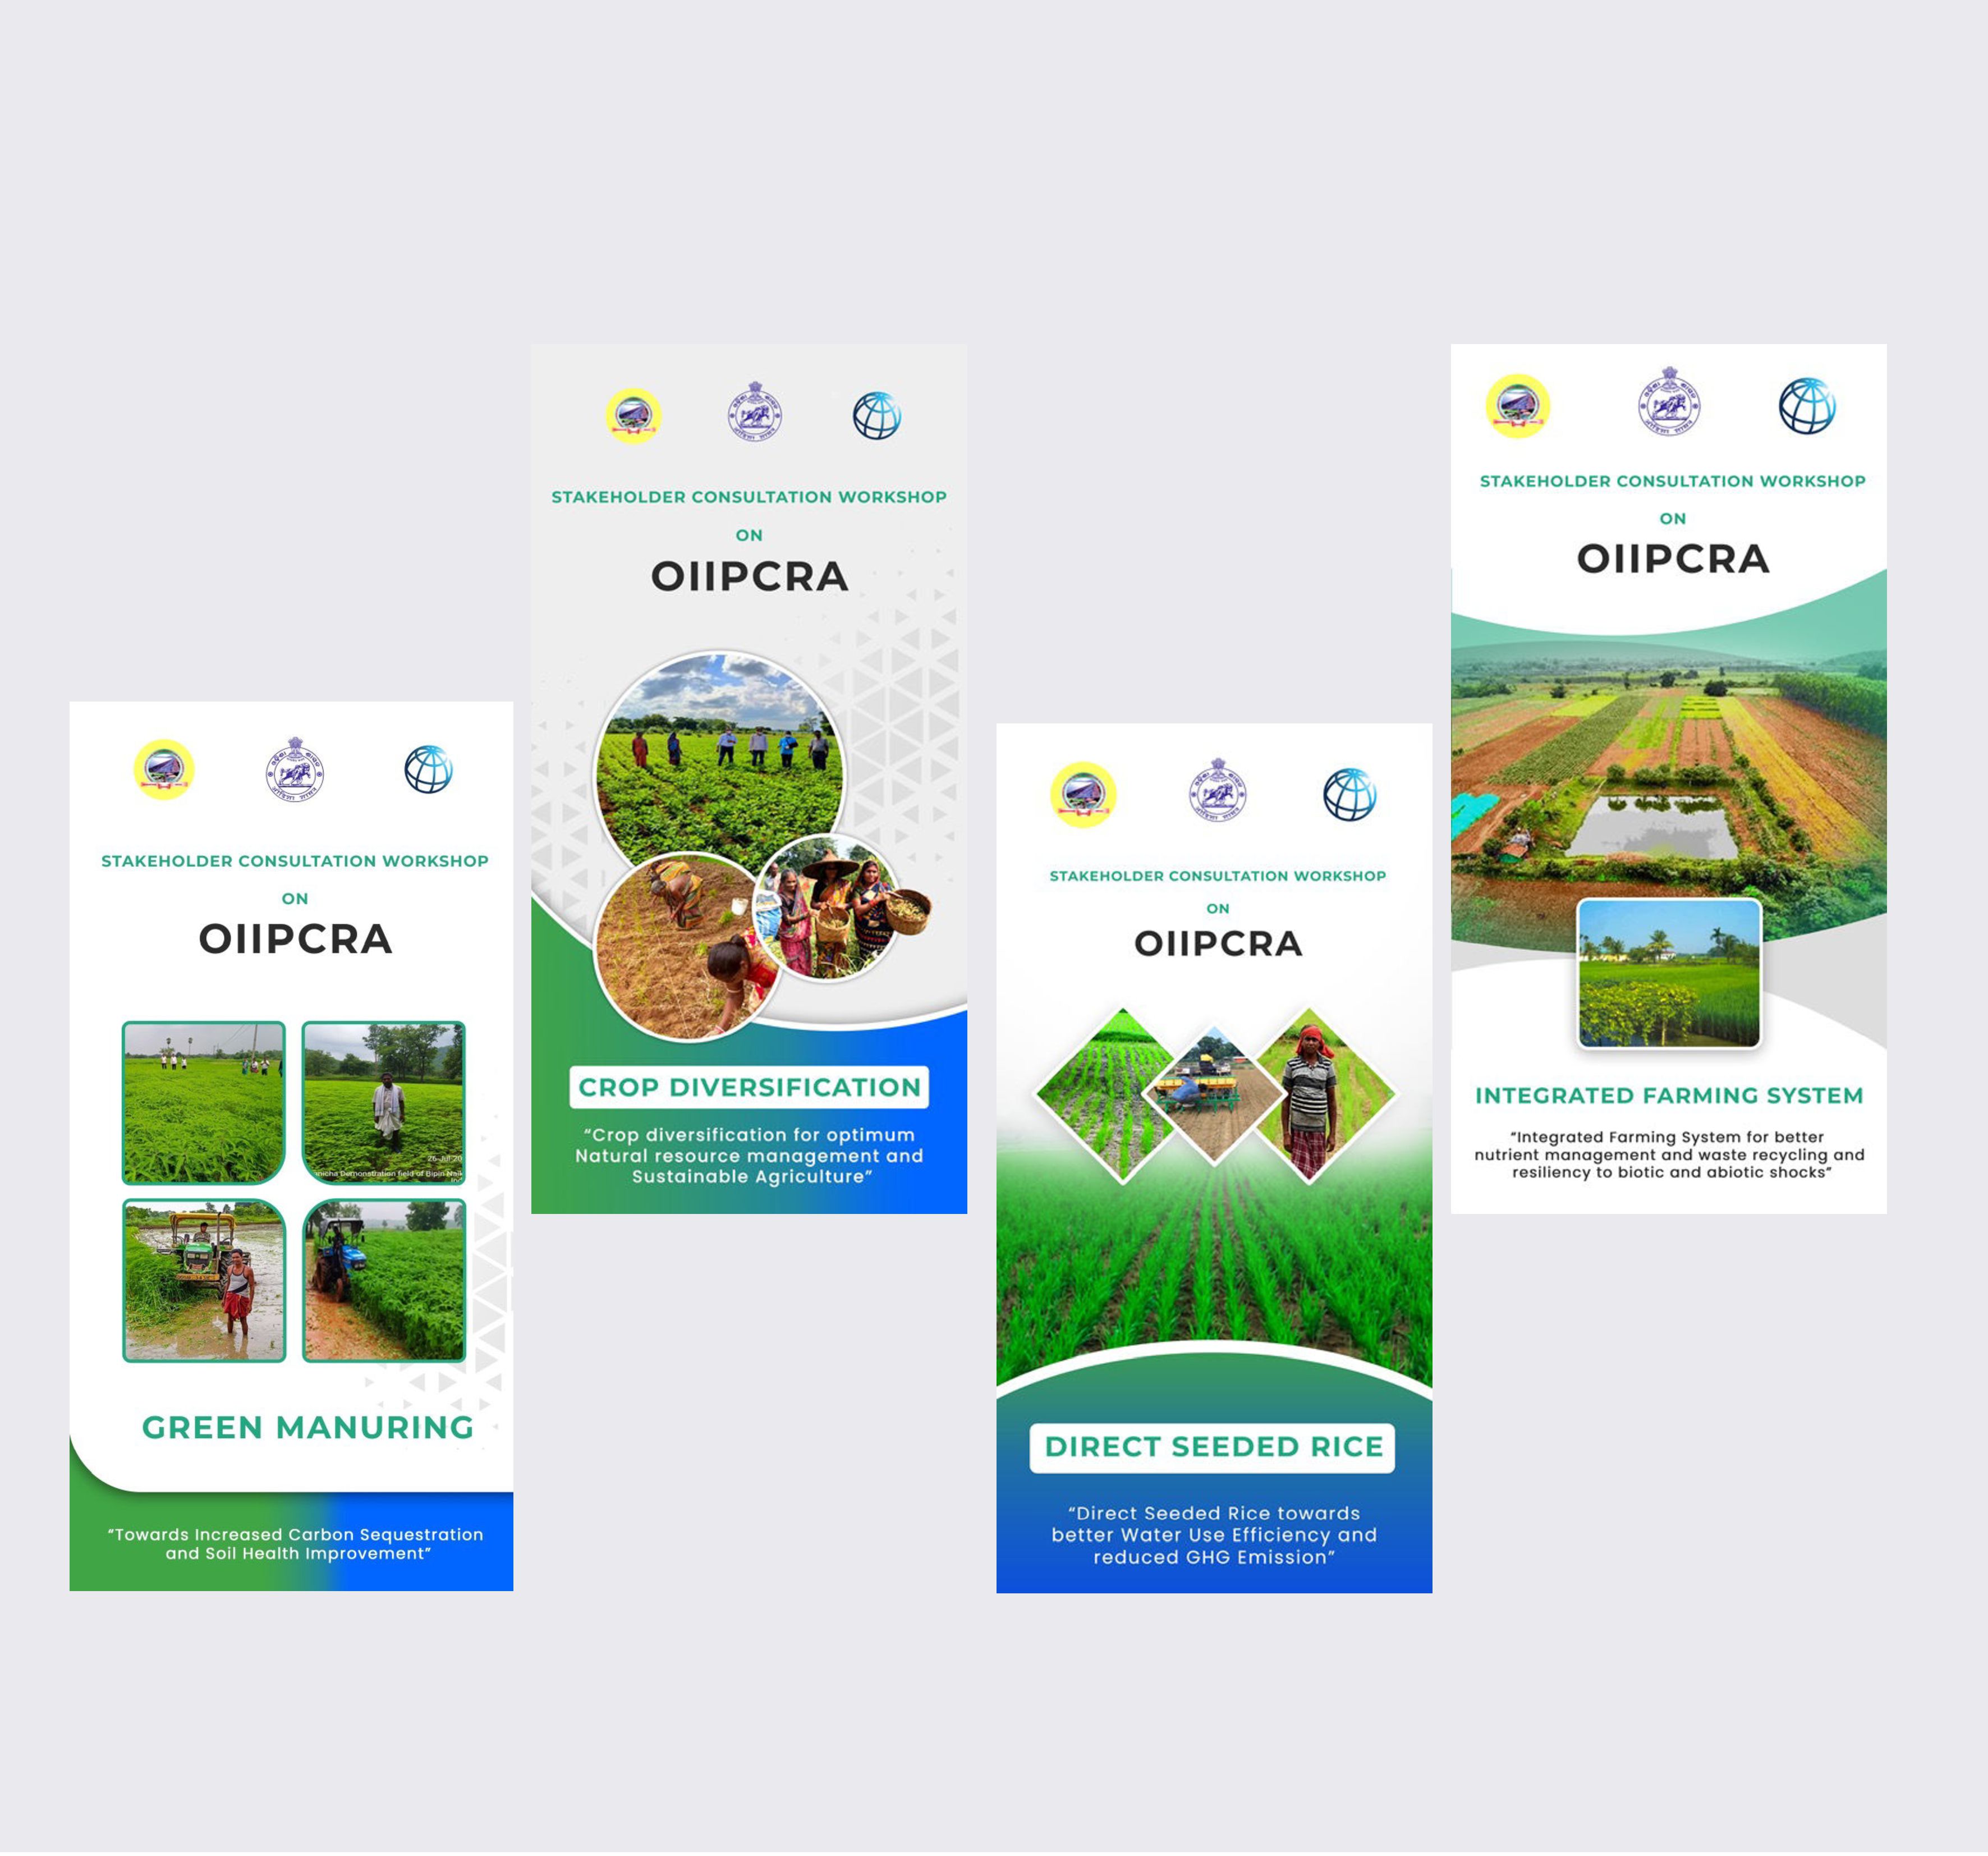 STAKEHOLDER CONSULTATION WORKSHOP
ON
OIIPCRA
26-Jul-20
Demonstration field of Bipin Naik
GREEN MANURING
“Towards Increased Carbon Sequestration
and Soil Health Improvement”
STAKEHOLDER CONSULTATION WORKSHOP
ON
OIIPCRA
CROP DIVERSIFICATION
“Crop diversification for optimum
Natural resource management and
Sustainable Agriculture”
STAKEHOLDER CONSULTATION WORKSHOP
ON
OIIPCRA
DIRECT SEEDED RICE
“Direct Seeded Rice towards
better Water Use Efficiency and
reduced GHG Emission”
STAKEHOLDER CONSULTATION WORKSHOP
ON
OIIPCRA
INTEGRATED FARMING SYSTEM
“Integrated Farming System for better
nutrient management and waste recycling and
resiliency to biotic and abiotic shocks”